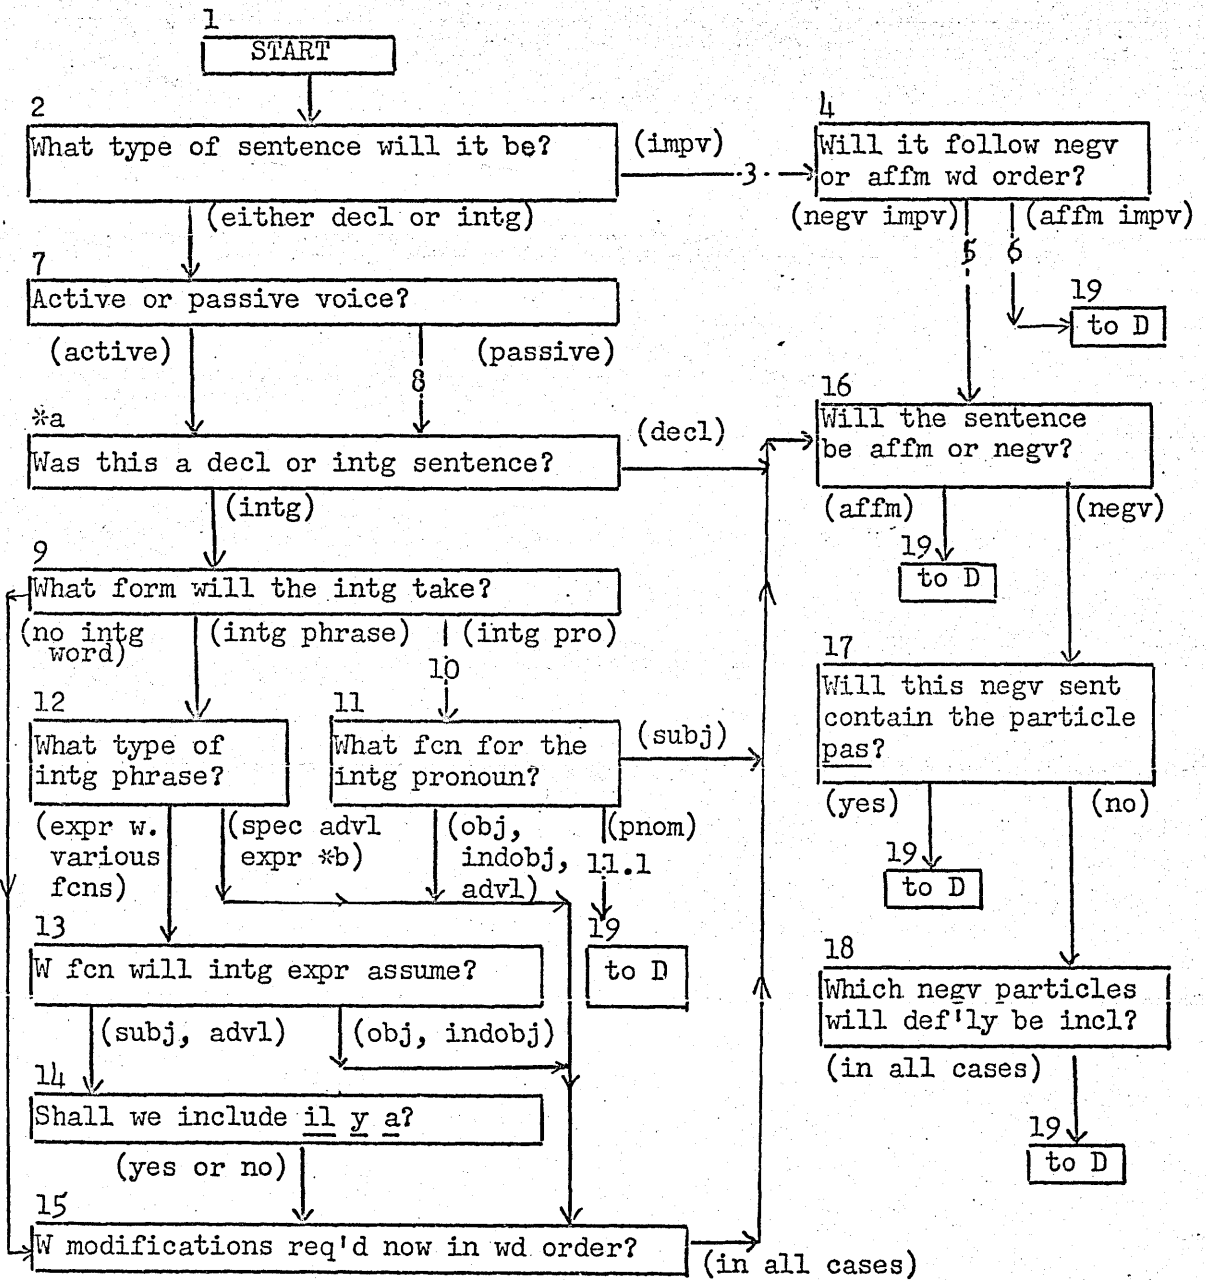 1
START
2
What type of sentence will it be?
(impv)
3
(either decl or intg)
4
Will it follow negv
or affm wd order?
(negv impv)
(affm impv)
5
6
19
to D
7
Active or passive voice?
(active)
(passive)
8
*a
Was this a decl or intg sentence?
(decl)
(intg)
16
Will the sentence
be affm or negv?
(affm)
(negv)
19
to D
9
What form will the intg take?
(no intg
word)
(intg phrase)
(intg pro)
10
12
What type of
intg phrase?
11
What fcn for the
intg pronoun?
(subj)
(expr w.
various
fcns)
(spec advl
expr *b)
(obj,
indobj,
advl)
(pnom)
11.1
19
to D
17
Will this negv sent
contain the particle
pas?
(yes)
(no)
19
to D
13
W fcn will intg expr assume?
(subj, advl)
(obj, indobj)
18
Which negv particles
will def'ly be incl?
(in all cases)
19
to D
14
Shall we include il y a?
(yes or no)
15
W modifications req'd now in wd order?
(in all cases)